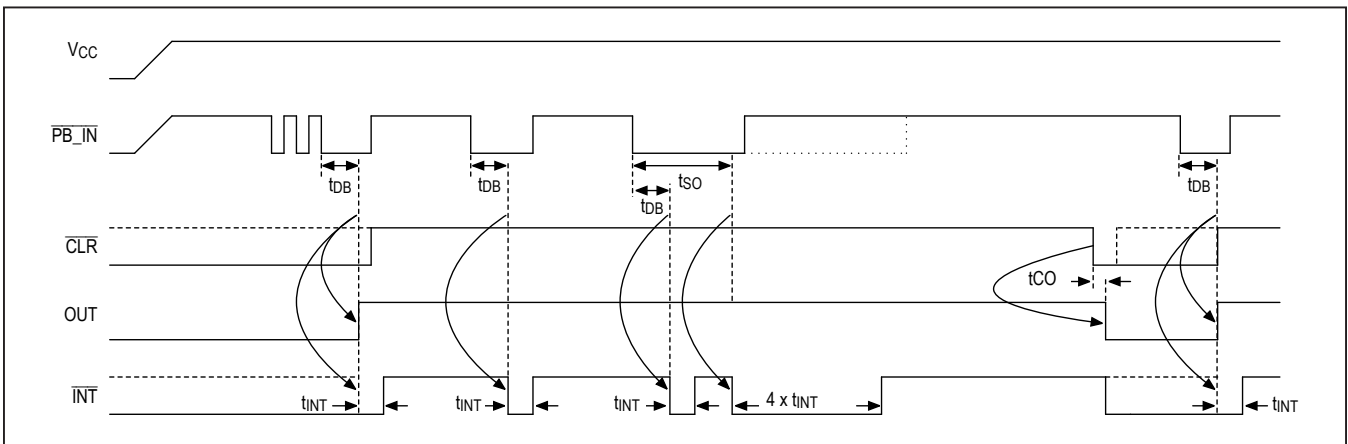 VCC
PB_IN
tDB
tDB
tSO
tDB
tDB
CLR
tCO
OUT
INT
tINT
tINT
tINT
4 x tINT
tINT